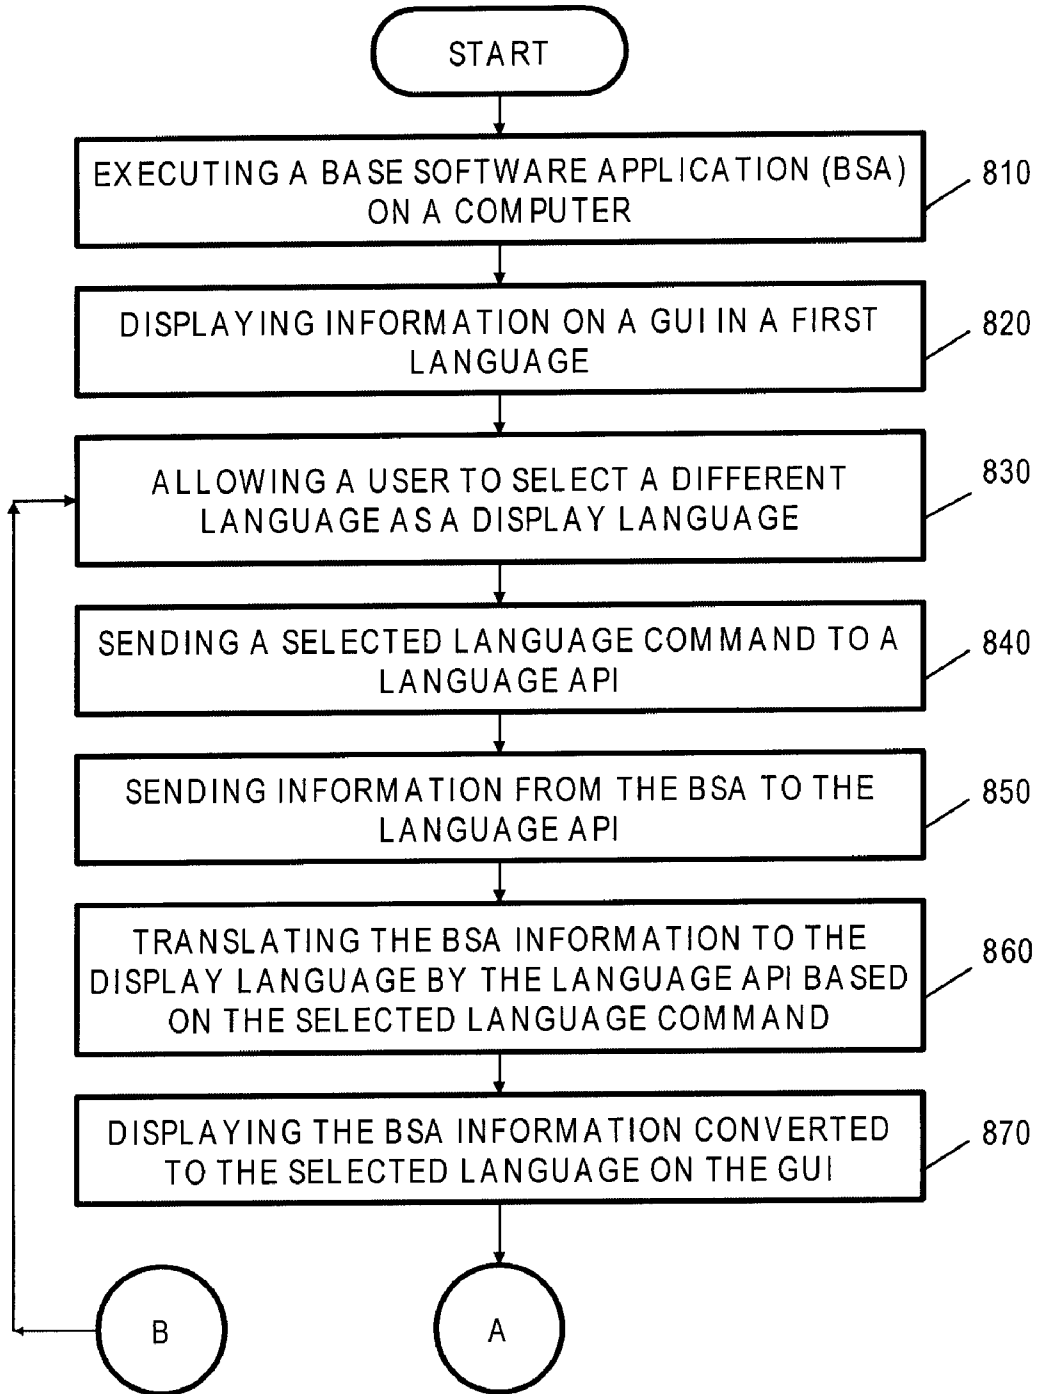 START
EXECUTING A BASE SOFTWARE APPLICATION (BSA)
ON A COMPUTER
810
DISPLAYING INFORMATION ON A GUI IN A FIRST
LANGUAGE
820
ALLOWING A USER TO SELECT A DIFFERENT
LANGUAGE AS A DISPLAY LANGUAGE
830
SENDING A SELECTED LANGUAGE COMMAND TO A
LANGUAGE API
840
SENDING INFORMATION FROM THE BSA TO THE
LANGUAGE API
850
TRANSLATING THE BSA INFORMATION TO THE
DISPLAY LANGUAGE BY THE LANGUAGE API BASED
ON THE SELECTED LANGUAGE COMMAND
860
DISPLAYING THE BSA INFORMATION CONVERTED
TO THE SELECTED LANGUAGE ON THE GUI
870
B
A